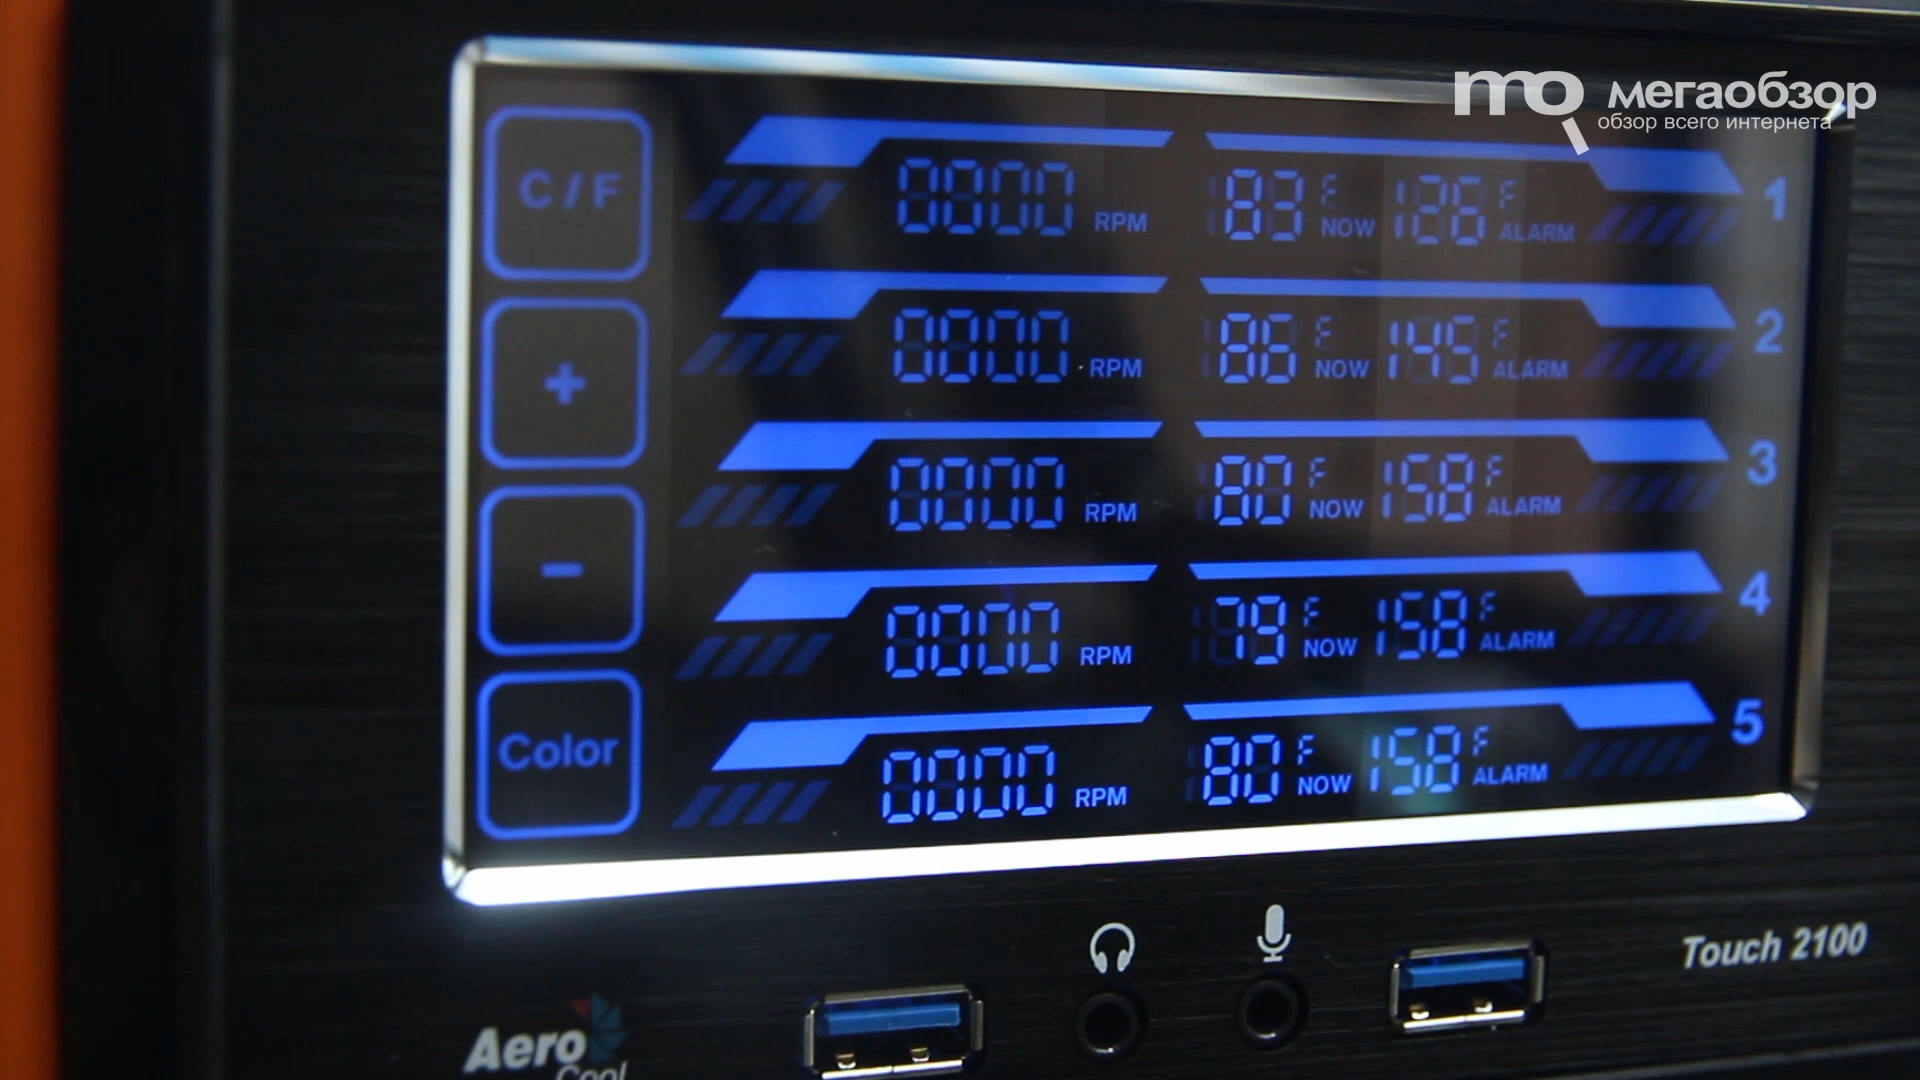 mo мегаобзор
обзор всего интернета
C / F
+
-
Color
0000 RPM 83 F NOW 126 F ALARM 1
0000 RPM 86 F NOW 145 F ALARM 2
0000 RPM 80 F NOW 158 F ALARM 3
0000 RPM 79 F NOW 158 F ALARM 4
0000 RPM 80 F NOW 158 F ALARM 5
Touch 2100
Aero
Cool